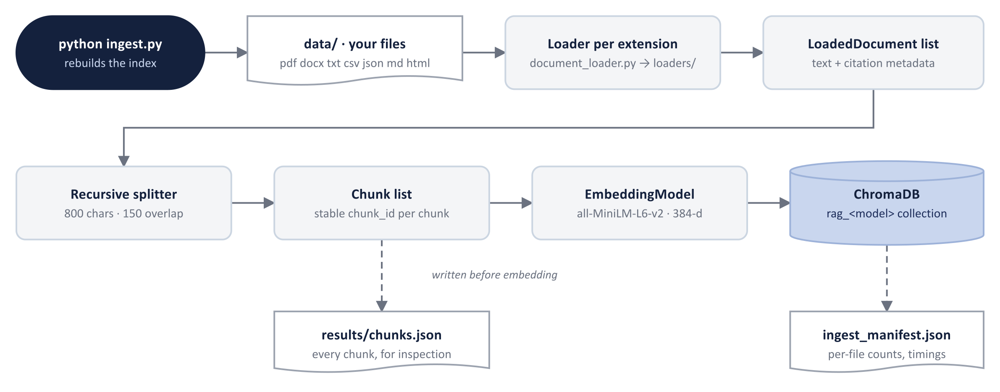 python ingest.py
rebuilds the index
data/ · your files
pdf docx txt csv json md html
Loader per extension
document_loader.py → loaders/
LoadedDocument list
text + citation metadata
Recursive splitter
800 chars · 150 overlap
Chunk list
stable chunk_id per chunk
EmbeddingModel
all-MiniLM-L6-v2 · 384-d
ChromaDB
rag_<model> collection
written before embedding
results/chunks.json
every chunk, for inspection
ingest_manifest.json
per-file counts, timings